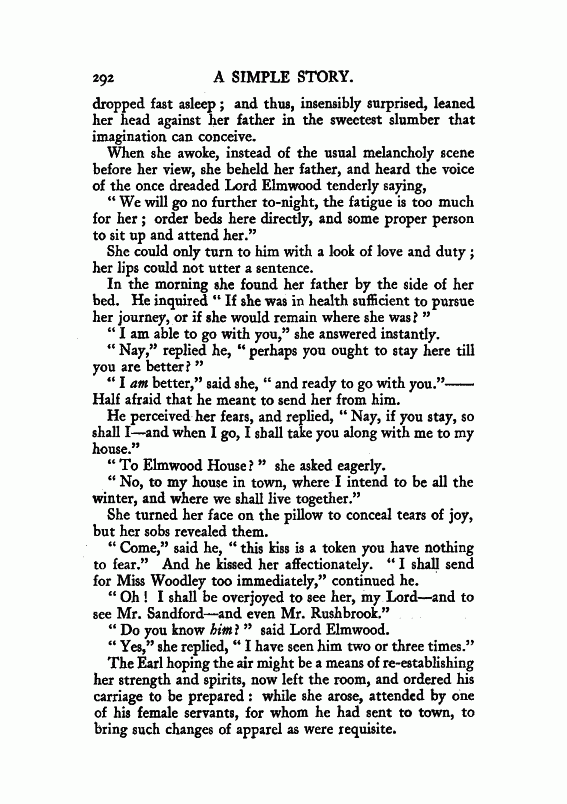 292 A SIMPLE STORY.
dropped fast asleep ; and thus, insensibly surprised, leaned
her head against her father in the sweetest slumber that
imagination can conceive.
When she awoke, instead of the usual melancholy scene
before her view, she beheld her father, and heard the voice
of the once dreaded Lord Elmwood tenderly saying,
“ We will go no further to-night, the fatigue is too much
for her ; order beds here directly, and some proper person
to sit up and attend her.”
She could only turn to him with a look of love and duty ;
her lips could not utter a sentence.
In the morning she found her father by the side of her
bed. He inquired “ If she was in health sufficient to pursue
her journey, or if she would remain where she was? ”
“ I am able to go with you,” she answered instantly.
“ Nay,” replied he, “ perhaps you ought to stay here till
you are better? ”
“ I am better,” said she, “ and ready to go with you.”——
Half afraid that he meant to send her from him.
He perceived her fears, and replied, “ Nay, if you stay, so
shall I—and when I go, I shall take you along with me to my
house.”
“ To Elmwood House? ” she asked eagerly.
“ No, to my house in town, where I intend to be all the
winter, and where we shall live together.”
She turned her face on the pillow to conceal tears of joy,
but her sobs revealed them.
“ Come,” said he, “ this kiss is a token you have nothing
to fear.” And he kissed her affectionately. “ I shall send
for Miss Woodley too immediately,” continued he.
“ Oh ! I shall be overjoyed to see her, my Lord—and to
see Mr. Sandford—and even Mr. Rushbrook.”
“ Do you know him? ” said Lord Elmwood.
“ Yes,” she replied, “ I have seen him two or three times.”
The Earl hoping the air might be a means of re-establishing
her strength and spirits, now left the room, and ordered his
carriage to be prepared : while she arose, attended by one
of his female servants, for whom he had sent to town, to
bring such changes of apparel as were requisite.